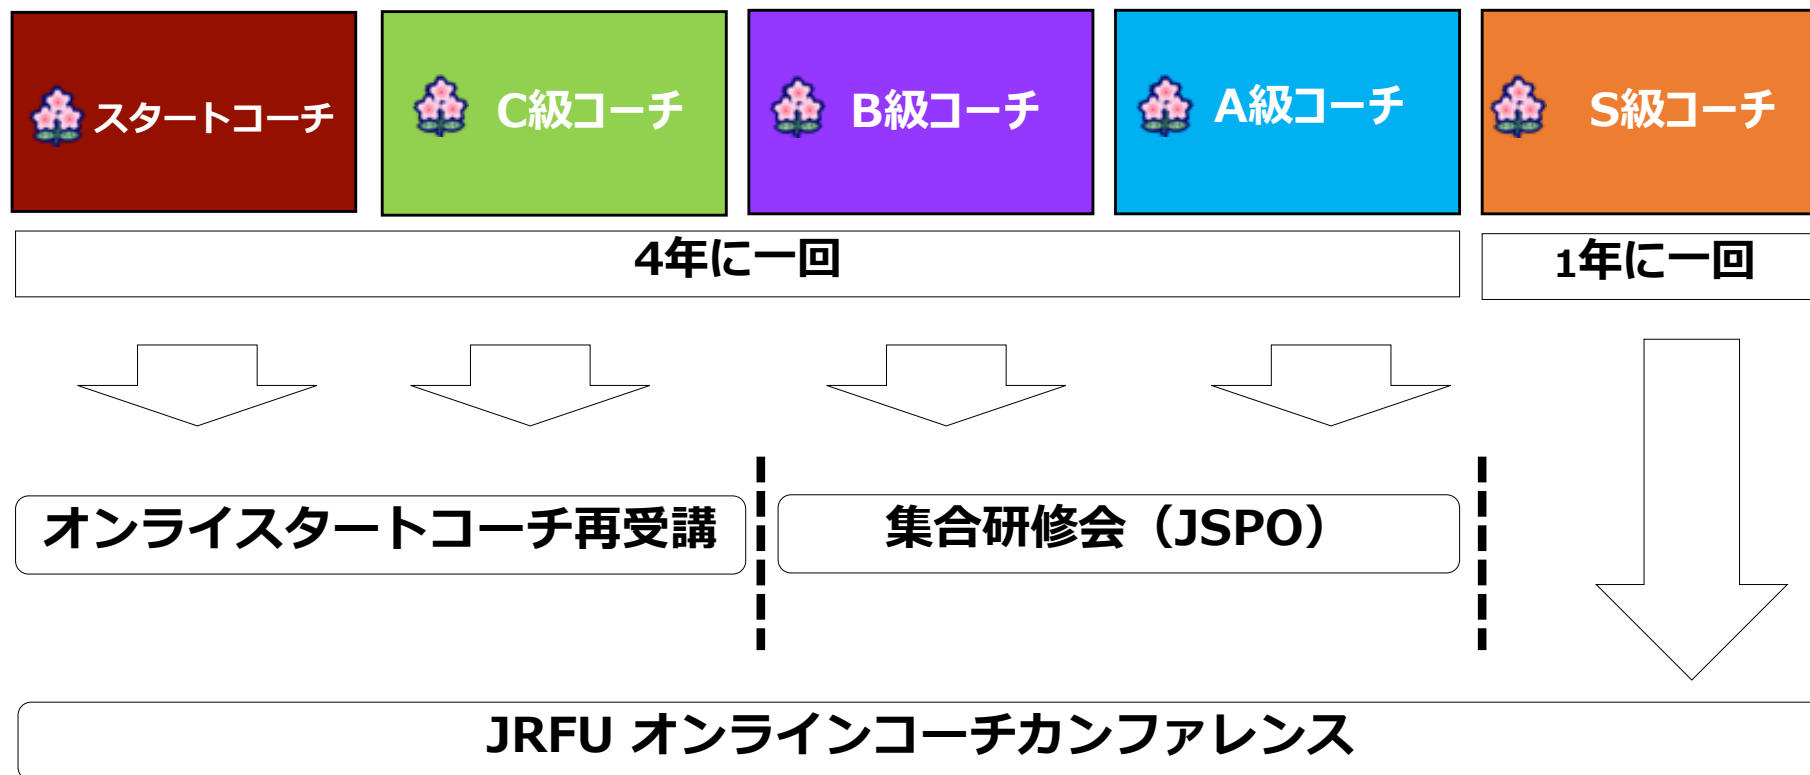 スタートコーチ
C級コーチ
B級コーチ
A級コーチ
S級コーチ
4年に一回
1年に一回
オンライスタートコーチ再受講
集合研修会（JSPO）
JRFU オンラインコーチカンファレンス